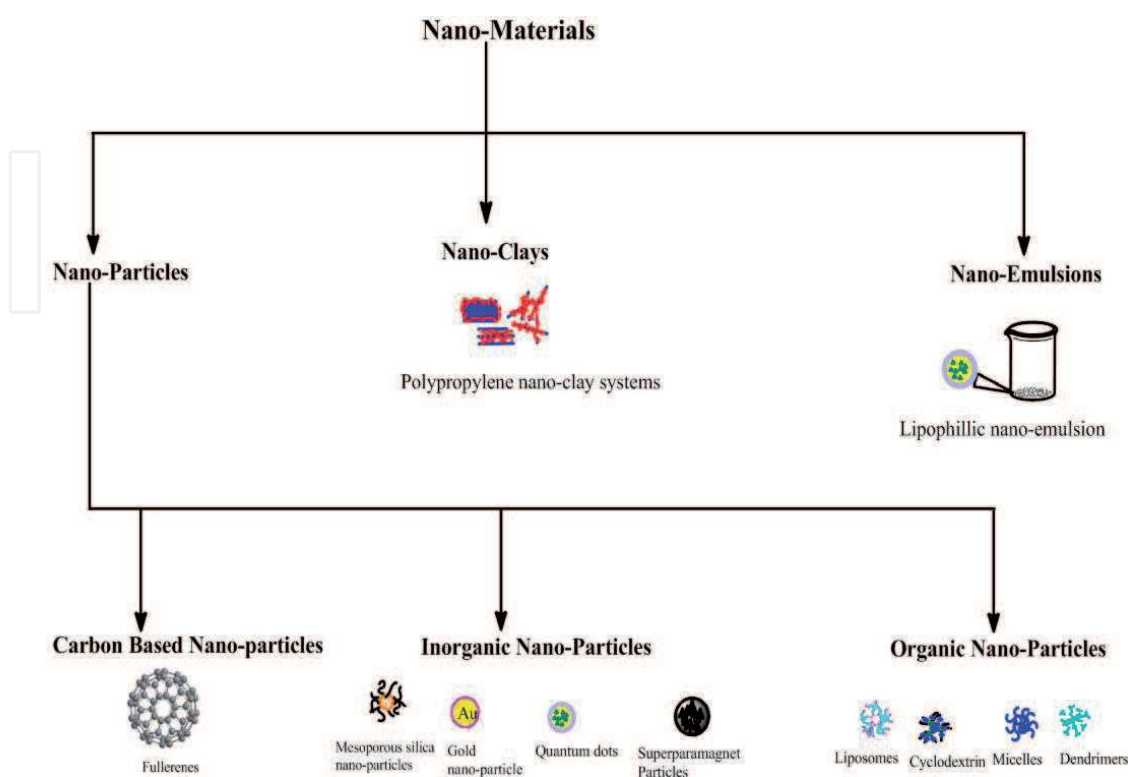 Nano-Materials
Nano-Particles
Nano-Clays
Nano-Emulsions
Polypropylene nano-clay systems
Lipophillic nano-emulsion
Carbon Based Nano-particles
Inorganic Nano-Particles
Organic Nano-Particles
Fullerenes
Mesoporous silica
nano-particles
Au
Gold
nano-particle
Quantum dots
Superparamagnet
Particles
Liposomes
Cyclodextrin
Micelles
Dendrimers